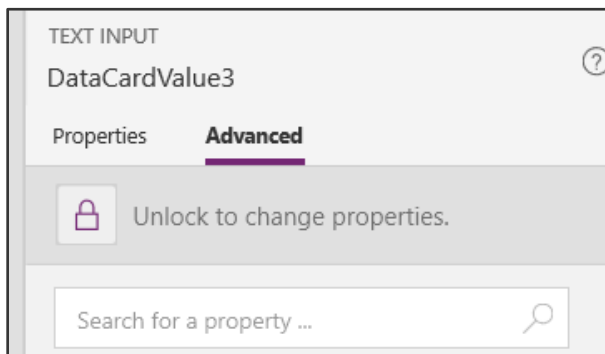 TEXT INPUT
DataCardValue3
?
Properties Advanced
Unlock to change properties.
Search for a property ...